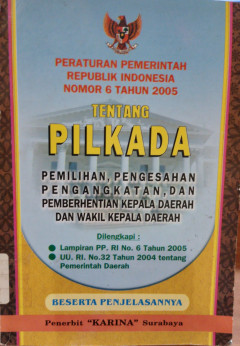 PERATURAN PEMERINTAH
REPUBLIK INDONESIA
NOMOR 6 TAHUN 2005
TENTANG
PILKADA
PEMILIHAN, PENGESAHAN
PENGANGKATAN, DAN
PEMBERHENTIAN KEPALA DAERAH
DAN WAKIL KEPALA DAERAH
Dilengkapi :
● Lampiran PP. RI No. 6 Tahun 2005
● UU. RI. No.32 Tahun 2004 tentang
Pemerintah Daerah
BESERTA PENJELASANNYA
Penerbit "KARINA" Surabaya